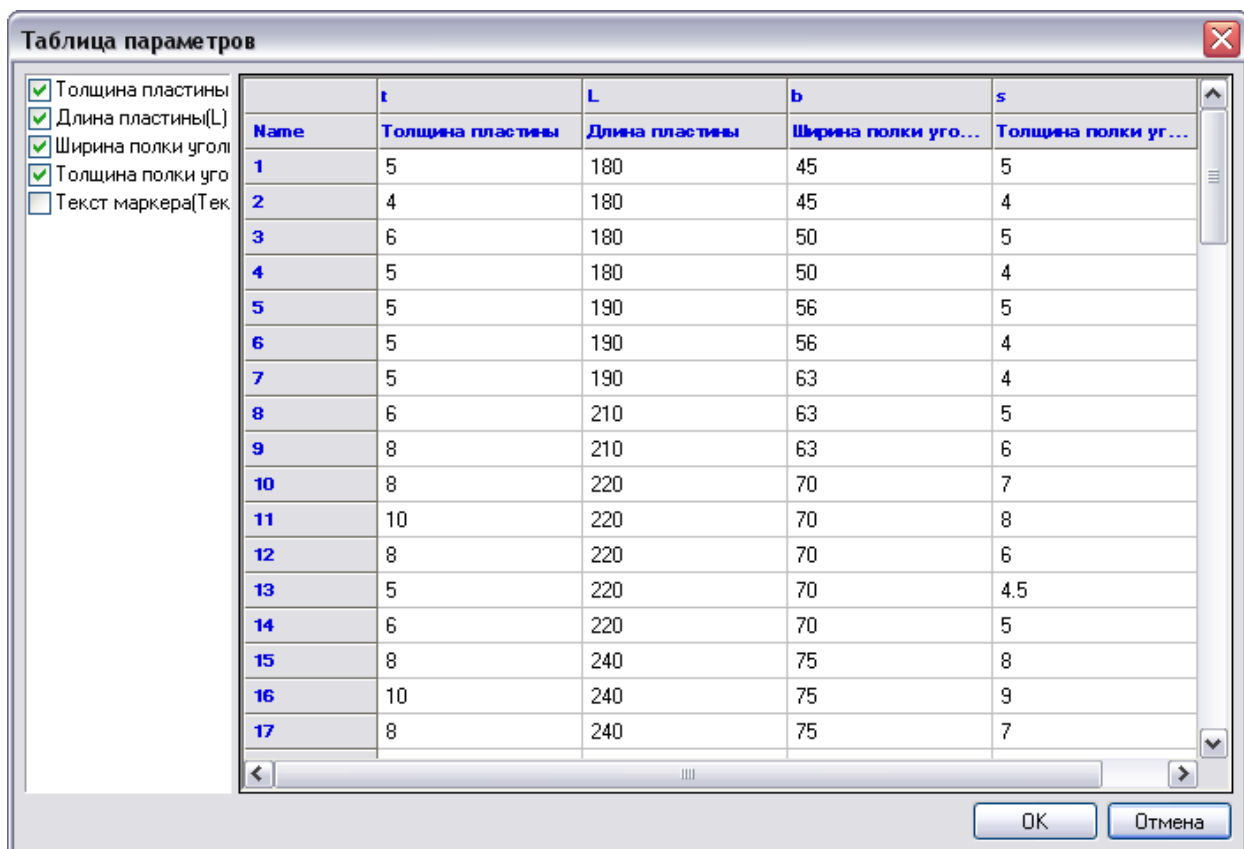 Таблица параметров
Толщина пластины
Длина пластины(L)
Ширина полки угол
Толщина полки уго
Текст маркера(Тек
t L b s
Name Толщина пластины Длина пластины Ширина полки уго... Толщина полки уг...
1 5 180 45 5
2 4 180 45 4
3 6 180 50 5
4 5 180 50 4
5 5 190 56 5
6 5 190 56 4
7 5 190 63 4
8 6 210 63 5
9 8 210 63 6
10 8 220 70 7
11 10 220 70 8
12 8 220 70 6
13 5 220 70 4.5
14 6 220 70 5
15 8 240 75 8
16 10 240 75 9
17 8 240 75 7
OK Отмена